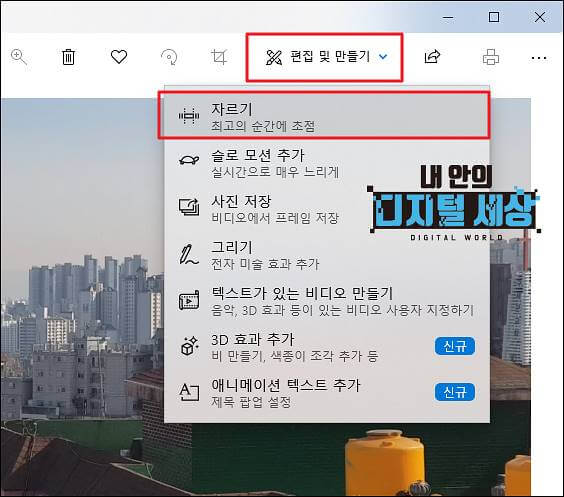 편집 및 만들기
자르기
최고의 순간에 초점
슬로 모션 추가
실시간으로 매우 느리게
사진 저장
비디오에서 프레임 저장
그리기
전자 미술 효과 추가
텍스트가 있는 비디오 만들기
음악, 3D 효과 등이 있는 비디오 사용자 지정하기
3D 효과 추가
비 만들기, 색종이 조각 추가 등
신규
애니메이션 텍스트 추가
제목 팝업 설정
신규
내 안의
디지털 세상
DIGITAL WORLD